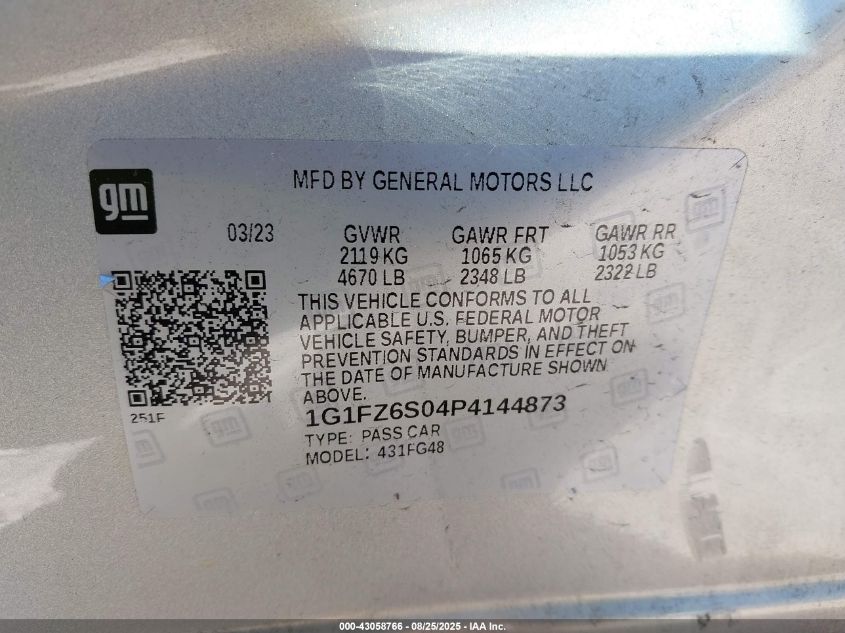 gm
MFD BY GENERAL MOTORS LLC
03/23 GVWR GAWR FRT GAWR RR
2119 KG 1065 KG 1053 KG
4670 LB 2348 LB 2322 LB
THIS VEHICLE CONFORMS TO ALL
APPLICABLE U.S. FEDERAL MOTOR
VEHICLE SAFETY, BUMPER, AND THEFT
PREVENTION STANDARDS IN EFFECT ON
THE DATE OF MANUFACTURE SHOWN
ABOVE.
251F
1G1FZ6S04P4144873
TYPE: PASS CAR
MODEL: 431FG48
000-43058766 - 08/25/2025 - IAA Inc.